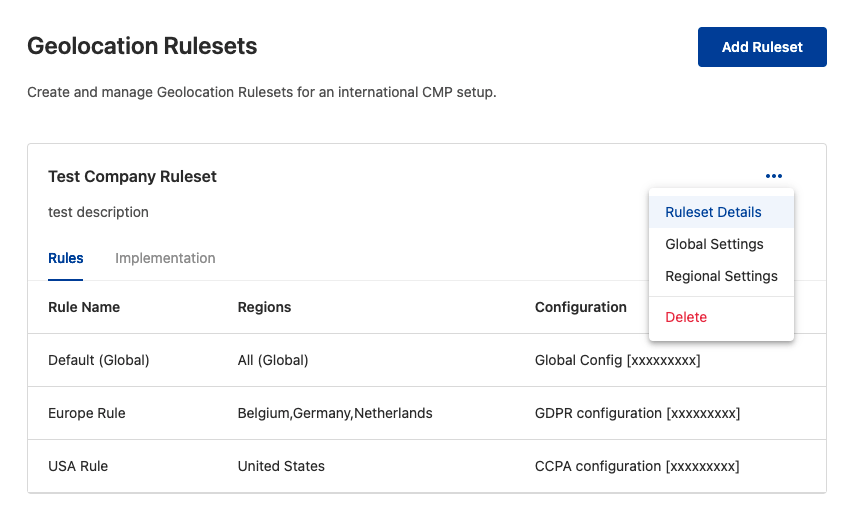 Geolocation Rulesets
Add Ruleset
Create and manage Geolocation Rulesets for an international CMP setup.
Test Company Ruleset
test description
Ruleset Details
Global Settings
Regional Settings
Delete
Rules Implementation
Rule Name Regions Configuration
Default (Global) All (Global) Global Config [xxxxxxxxx]
Europe Rule Belgium,Germany,Netherlands GDPR configuration [xxxxxxxxx]
USA Rule United States CCPA configuration [xxxxxxxxx]